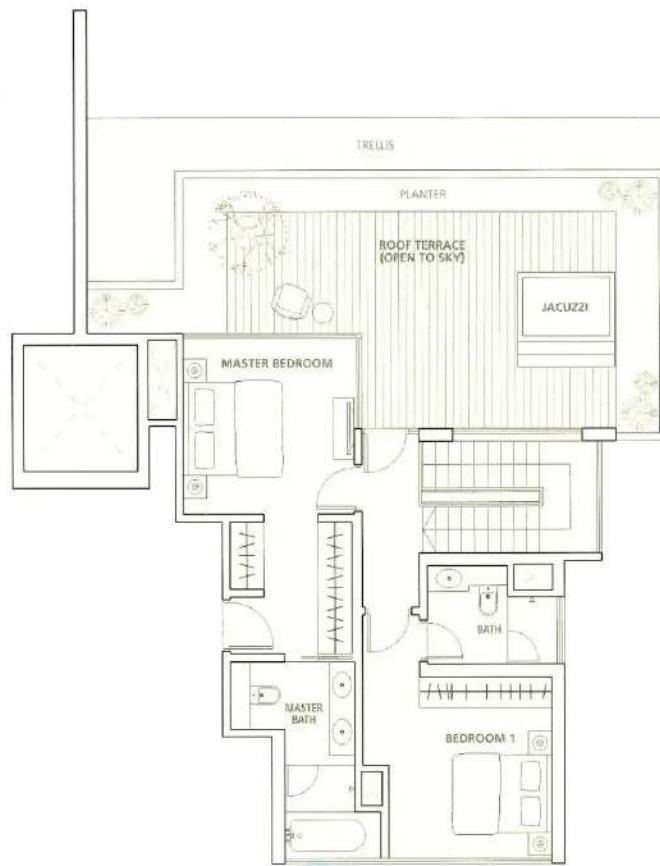 TRELLIS
PLANTER
ROOF TERRACE
(OPEN TO SKY)
JACUZZI
MASTER BEDROOM
BATH
MASTER
BATH
BEDROOM 1